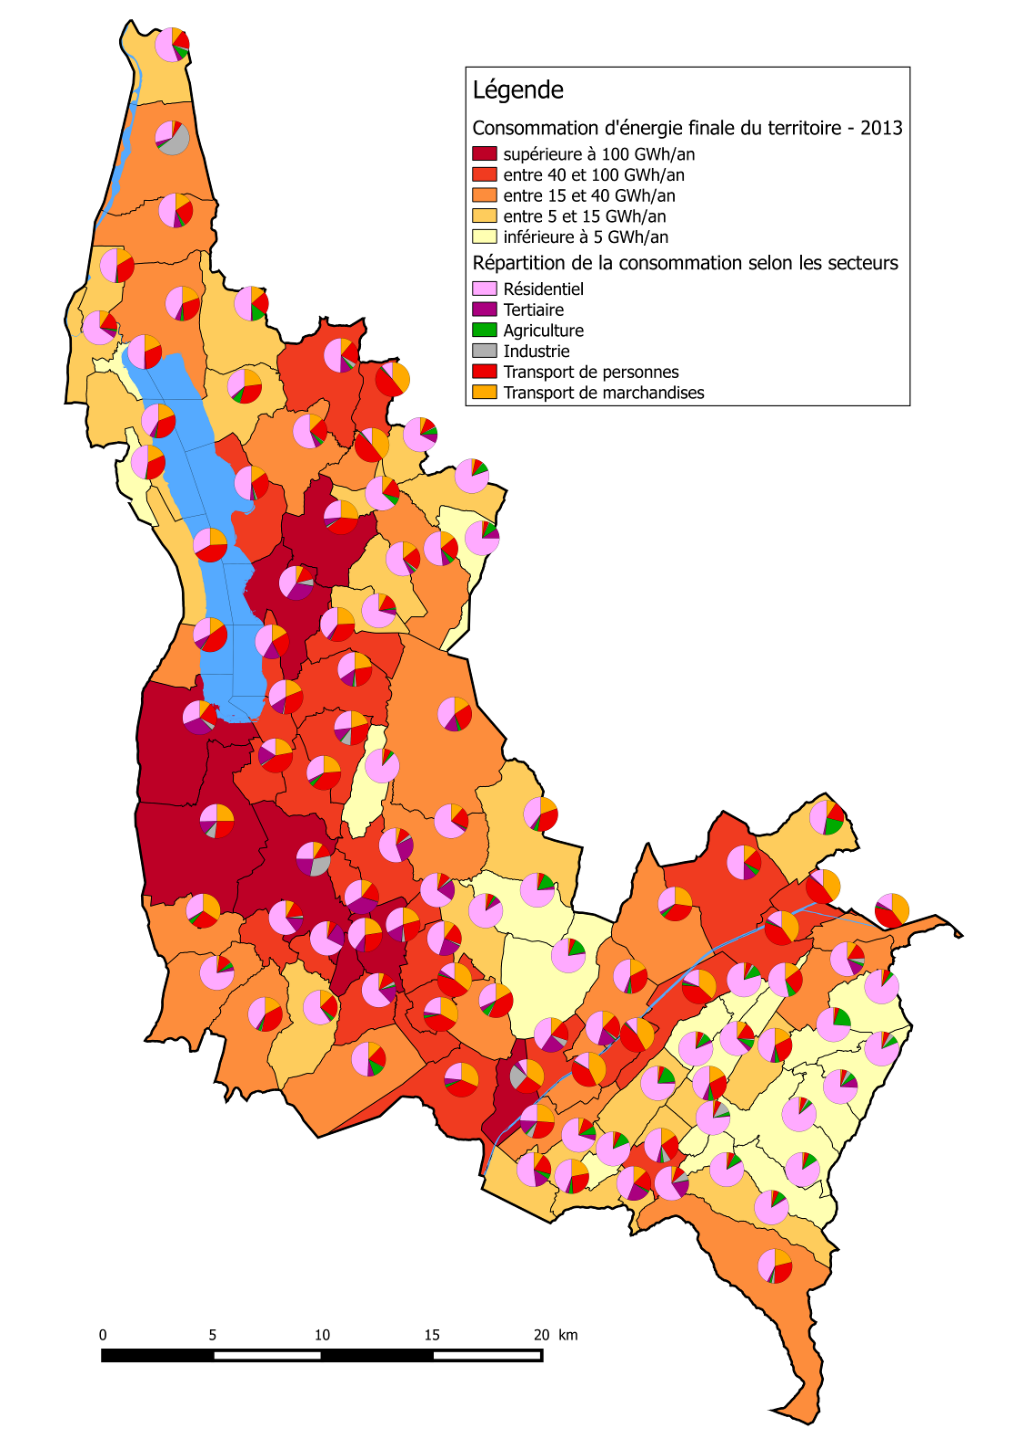 Légende
Consommation d'énergie finale du territoire - 2013
supérieure à 100 GWh/an
entre 40 et 100 GWh/an
entre 15 et 40 GWh/an
entre 5 et 15 GWh/an
inférieure à 5 GWh/an
Répartition de la consommation selon les secteurs
Résidentiel
Tertiaire
Agriculture
Industrie
Transport de personnes
Transport de marchandises
0 5 10 15 20 km